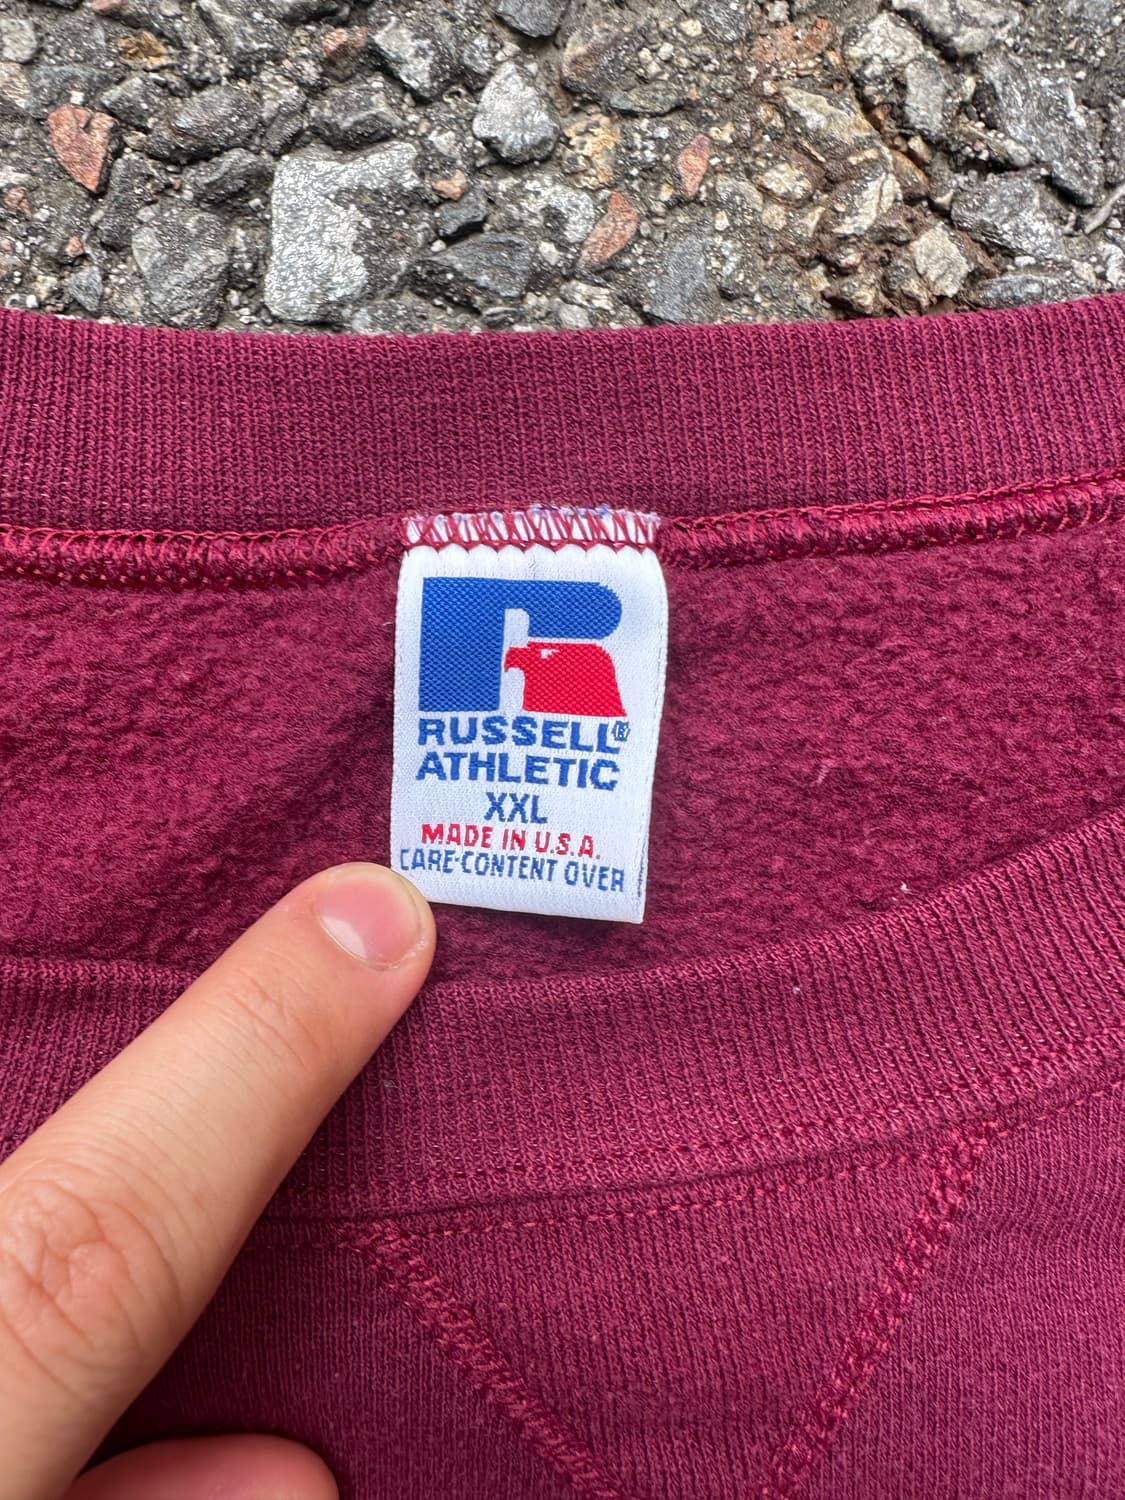 RUSSELL®
ATHLETIC
XXL
MADE IN U.S.A.
CARE-CONTENT OVER